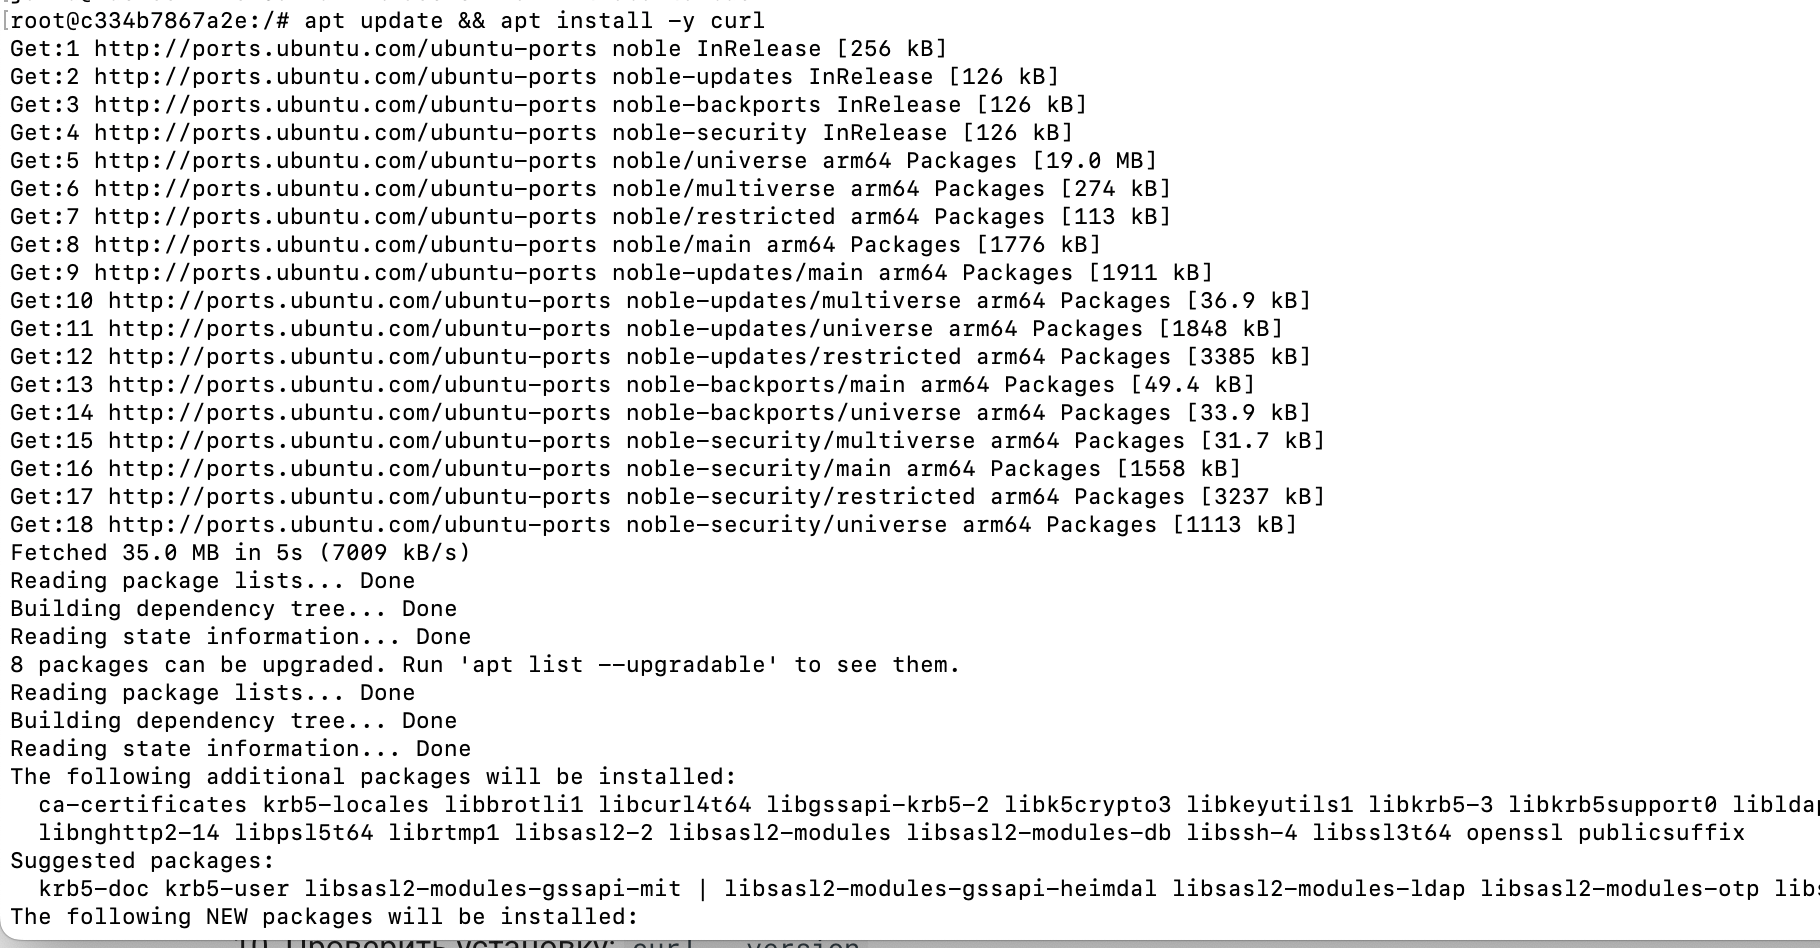 root@c334b7867a2e:/# apt update && apt install -y curl
Get:1 http://ports.ubuntu.com/ubuntu-ports noble InRelease [256 kB]
Get:2 http://ports.ubuntu.com/ubuntu-ports noble-updates InRelease [126 kB]
Get:3 http://ports.ubuntu.com/ubuntu-ports noble-backports InRelease [126 kB]
Get:4 http://ports.ubuntu.com/ubuntu-ports noble-security InRelease [126 kB]
Get:5 http://ports.ubuntu.com/ubuntu-ports noble/universe arm64 Packages [19.0 MB]
Get:6 http://ports.ubuntu.com/ubuntu-ports noble/multiverse arm64 Packages [274 kB]
Get:7 http://ports.ubuntu.com/ubuntu-ports noble/restricted arm64 Packages [113 kB]
Get:8 http://ports.ubuntu.com/ubuntu-ports noble/main arm64 Packages [1776 kB]
Get:9 http://ports.ubuntu.com/ubuntu-ports noble-updates/main arm64 Packages [1911 kB]
Get:10 http://ports.ubuntu.com/ubuntu-ports noble-updates/multiverse arm64 Packages [36.9 kB]
Get:11 http://ports.ubuntu.com/ubuntu-ports noble-updates/universe arm64 Packages [1848 kB]
Get:12 http://ports.ubuntu.com/ubuntu-ports noble-updates/restricted arm64 Packages [3385 kB]
Get:13 http://ports.ubuntu.com/ubuntu-ports noble-backports/main arm64 Packages [49.4 kB]
Get:14 http://ports.ubuntu.com/ubuntu-ports noble-backports/universe arm64 Packages [33.9 kB]
Get:15 http://ports.ubuntu.com/ubuntu-ports noble-security/multiverse arm64 Packages [31.7 kB]
Get:16 http://ports.ubuntu.com/ubuntu-ports noble-security/main arm64 Packages [1558 kB]
Get:17 http://ports.ubuntu.com/ubuntu-ports noble-security/restricted arm64 Packages [3237 kB]
Get:18 http://ports.ubuntu.com/ubuntu-ports noble-security/universe arm64 Packages [1113 kB]
Fetched 35.0 MB in 5s (7009 kB/s)
Reading package lists... Done
Building dependency tree... Done
Reading state information... Done
8 packages can be upgraded. Run 'apt list --upgradable' to see them.
Reading package lists... Done
Building dependency tree... Done
Reading state information... Done
The following additional packages will be installed:
ca-certificates krb5-locales libbrotli1 libcurl4t64 libgssapi-krb5-2 libk5crypto3 libkeyutils1 libkrb5-3 libkrb5support0 libldap
libnghttp2-14 libpsl5t64 librtmp1 libsasl2-2 libsasl2-modules libsasl2-modules-db libssh-4 libssl3t64 openssl publicsuffix
Suggested packages:
krb5-doc krb5-user libsasl2-modules-gssapi-mit | libsasl2-modules-gssapi-heimdal libsasl2-modules-ldap libsasl2-modules-otp libs
The following NEW packages will be installed:
10. Проверить установку: curl --version